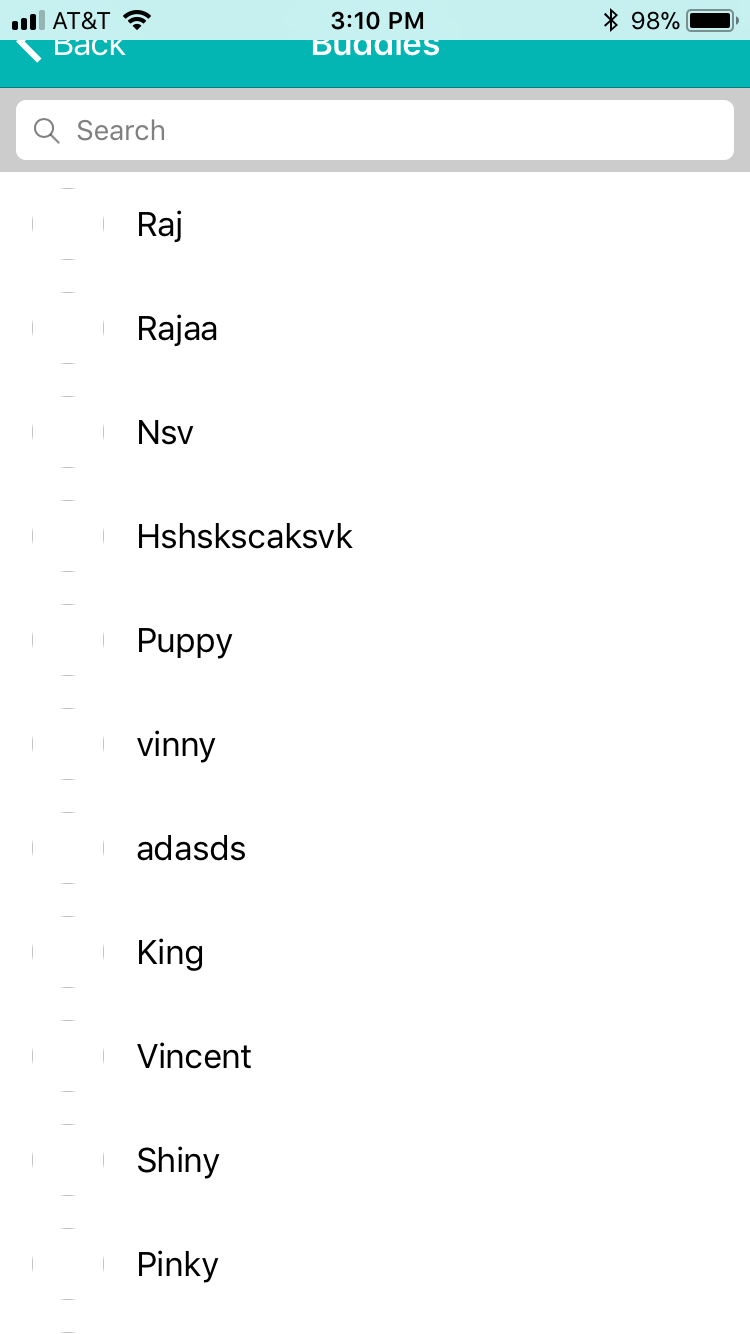 AT&T 3:10 PM 98%
Back Buddies
Search
Raj
Rajaa
Nsv
Hshskscaksvk
Puppy
vinny
adasds
King
Vincent
Shiny
Pinky